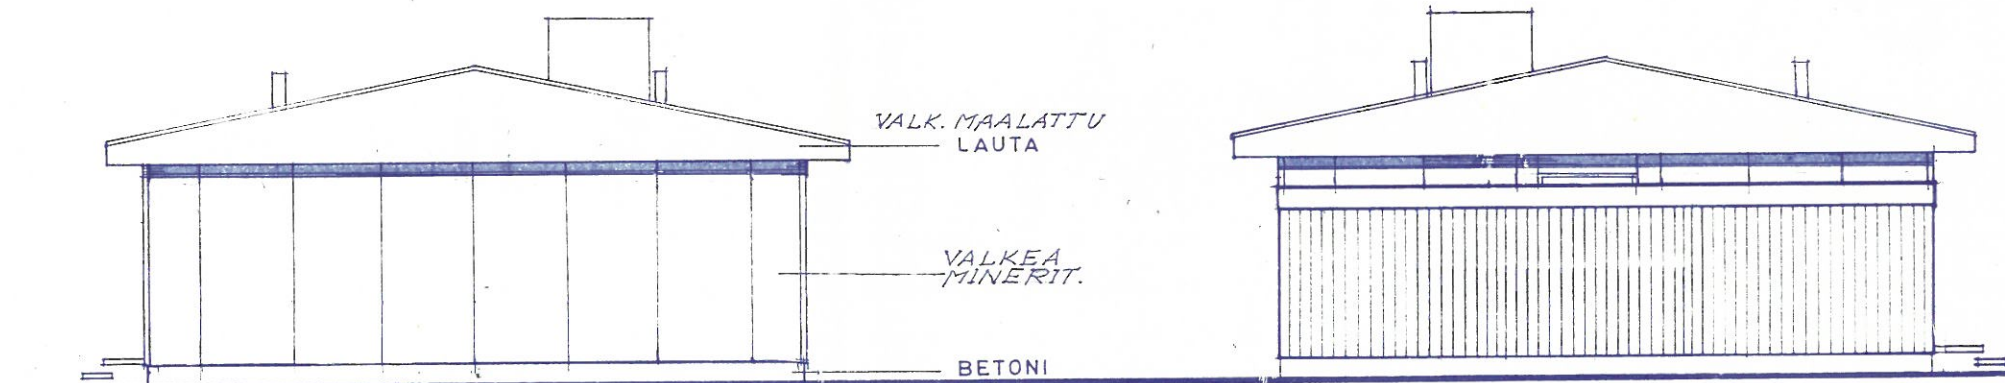 VALK. MAALATTU
LAUTA
VALKEA
MINERIT.
BETONI